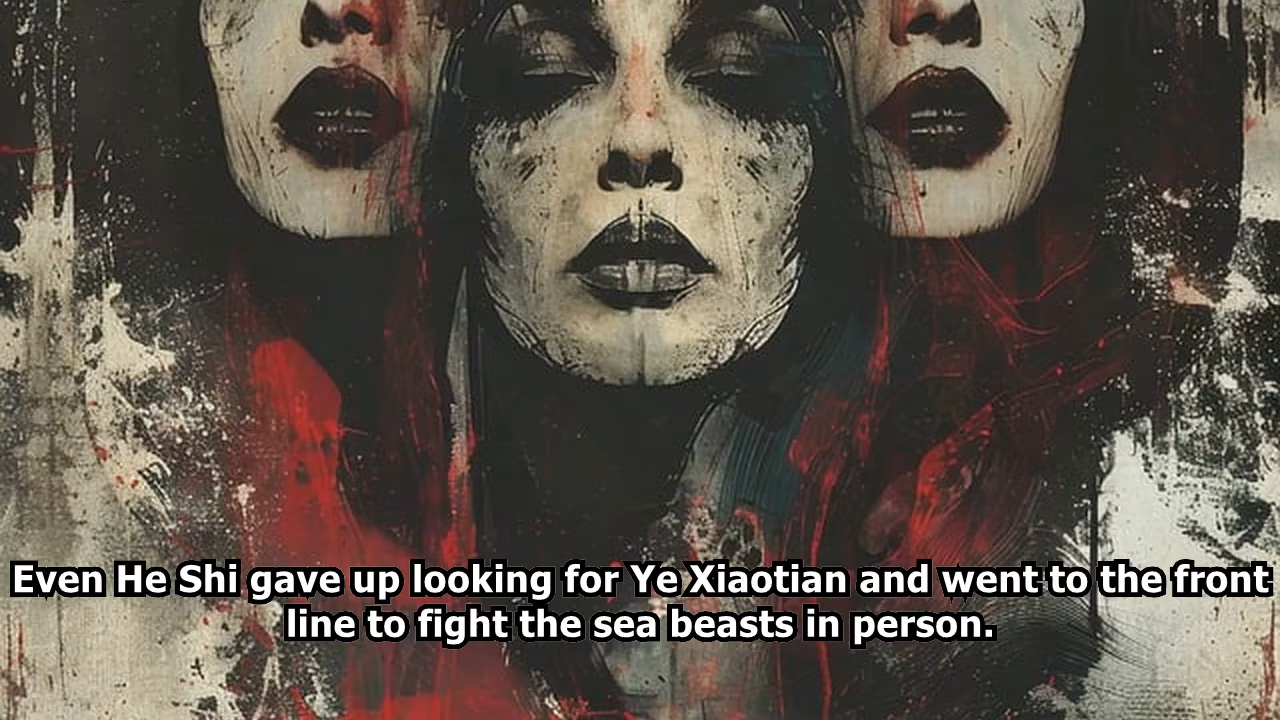 Even He Shi gave up looking for Ye Xiaotian and went to the front
line to fight the sea beasts in person.